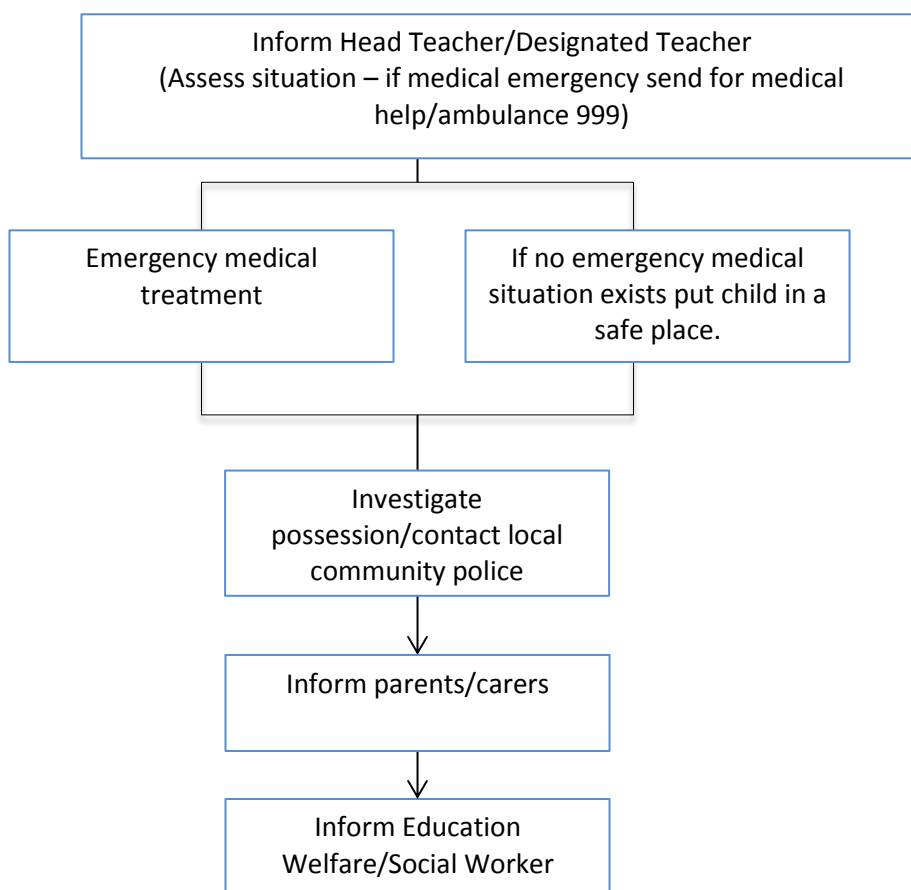 Inform Head Teacher/Designated Teacher
(Assess situation – if medical emergency send for medical
help/ambulance 999)
Emergency medical
treatment
If no emergency medical
situation exists put child in a
safe place.
Investigate
possession/contact local
community police
Inform parents/carers
Inform Education
Welfare/Social Worker